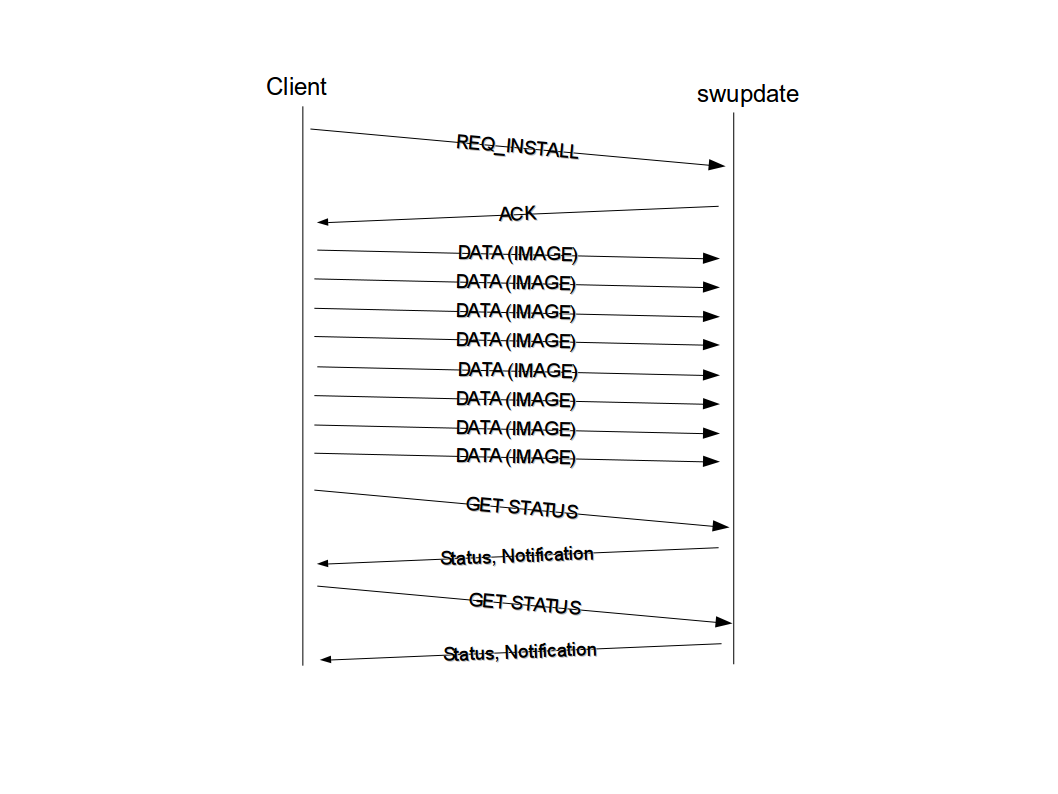 Client
swupdate
REQ_INSTALL
ACK
DATA (IMAGE)
DATA (IMAGE)
DATA (IMAGE)
DATA (IMAGE)
DATA (IMAGE)
DATA (IMAGE)
DATA (IMAGE)
DATA (IMAGE)
GET STATUS
Status, Notification
GET STATUS
Status, Notification